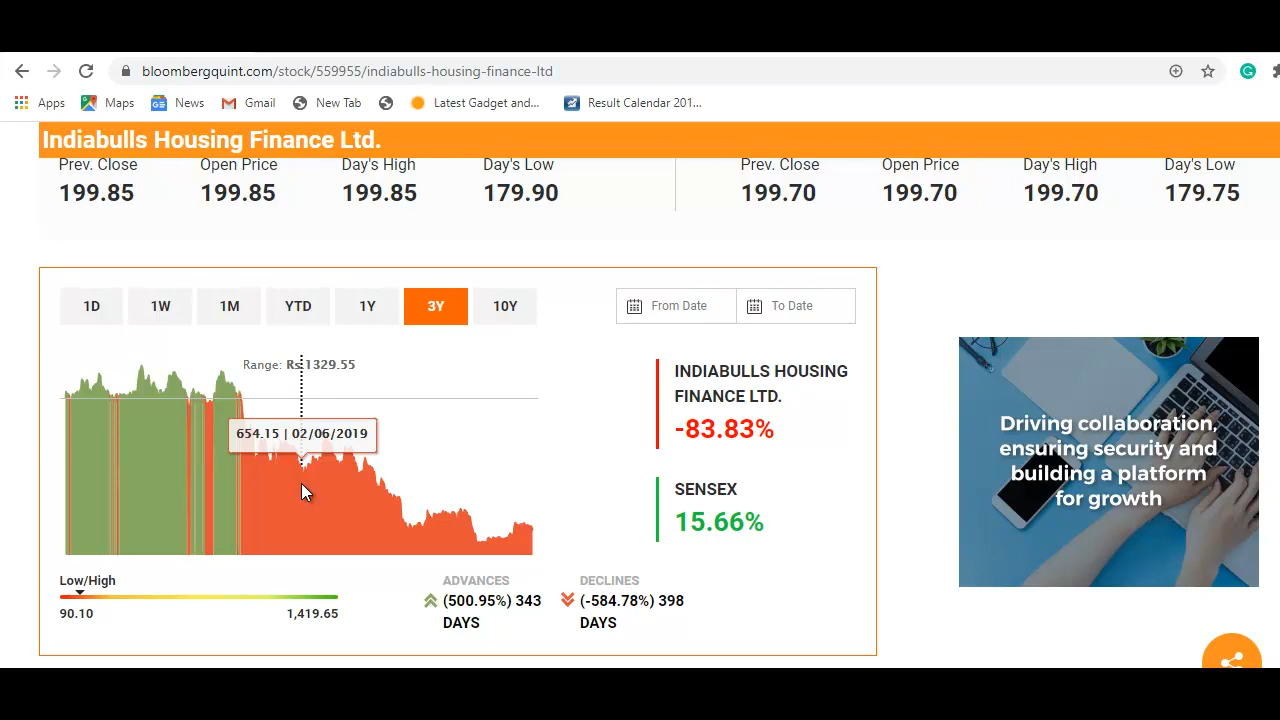 bloombergquint.com/stock/559955/indiabulls-housing-finance-ltd
Apps Maps News Gmail New Tab Latest Gadget and... Result Calendar 201...
Indiabulls Housing Finance Ltd.
Prev. Close Open Price Day's High Day's Low Prev. Close Open Price Day's High Day's Low
199.85 199.85 199.85 179.90 199.70 199.70 199.70 179.75
1D 1W 1M YTD 1Y 3Y 10Y From Date To Date
Range: Rs.1329.55
654.15 | 02/06/2019
INDIABULLS HOUSING
FINANCE LTD.
-83.83%
SENSEX
15.66%
Low/High
90.10 1,419.65
ADVANCES
(500.95%) 343
DAYS
DECLINES
(-584.78%) 398
DAYS
Driving collaboration,
ensuring security and
building a platform
for growth